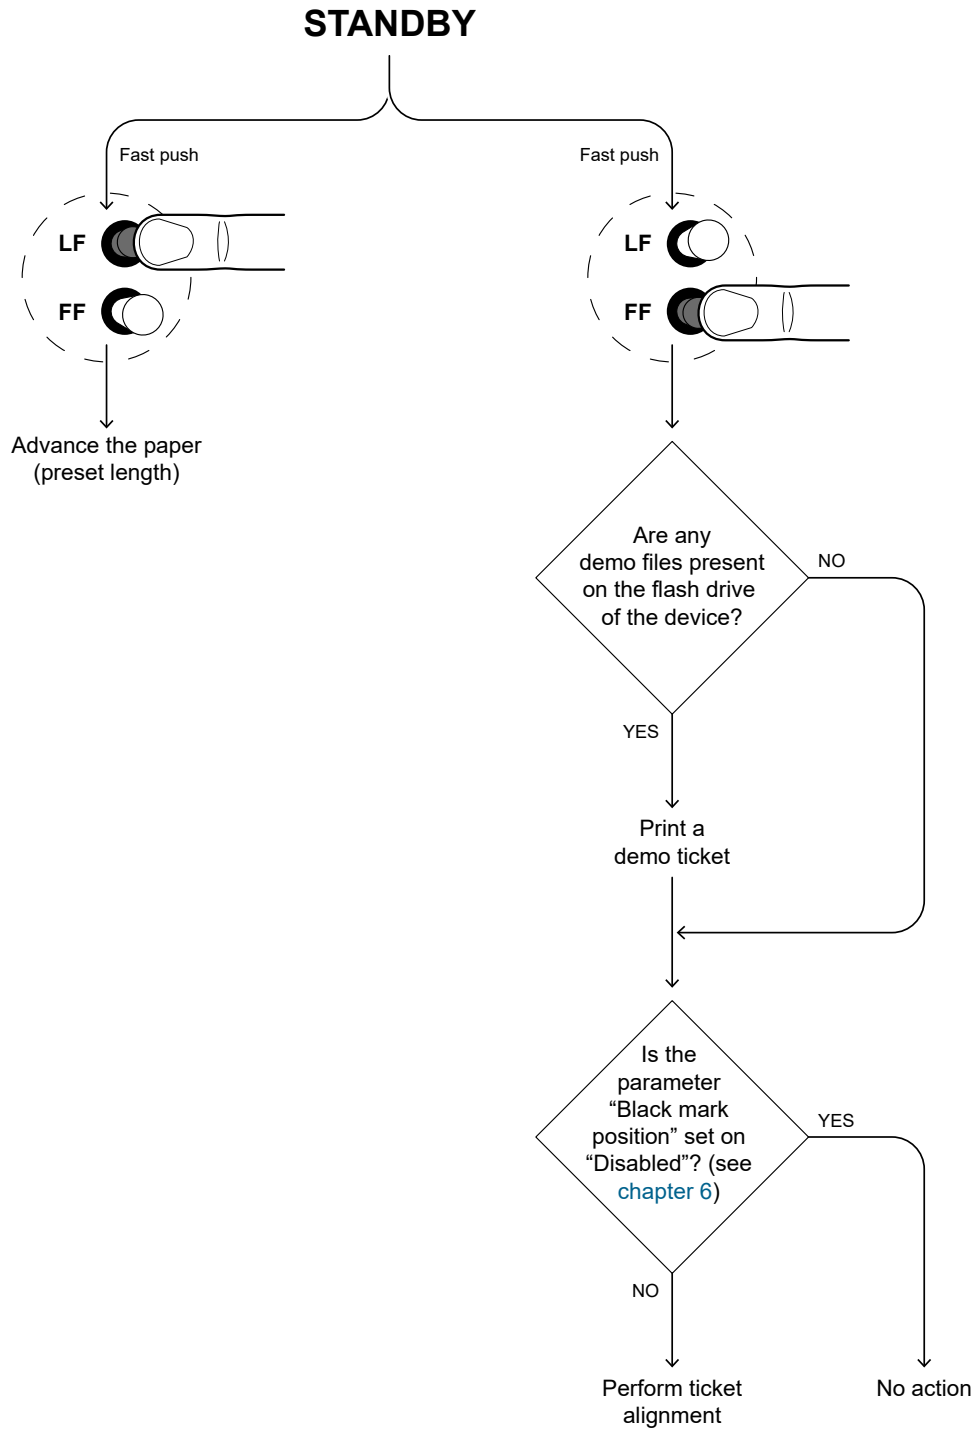 STANDBY
Fast push
Fast push
LF
FF
LF
FF
Advance the paper
(preset length)
Are any
demo files present
on the flash drive
of the device?
NO
YES
Print a
demo ticket
Is the
parameter
“Black mark
position” set on
“Disabled”? (see
chapter 6)
YES
NO
Perform ticket
alignment
No action